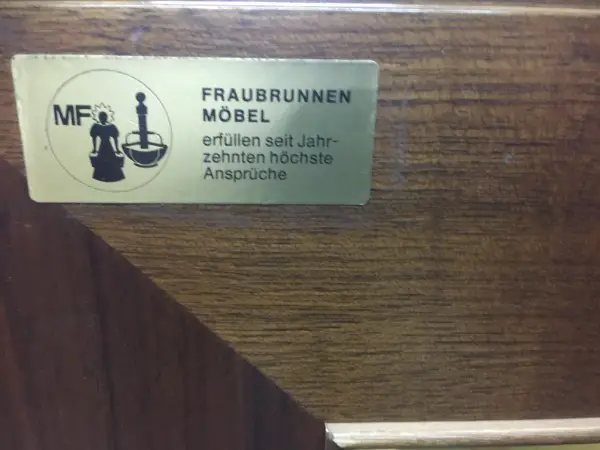 MF
FRAUBRUNNEN
MÖBEL
erfüllen seit Jahr-
zehnten höchste
Ansprüche